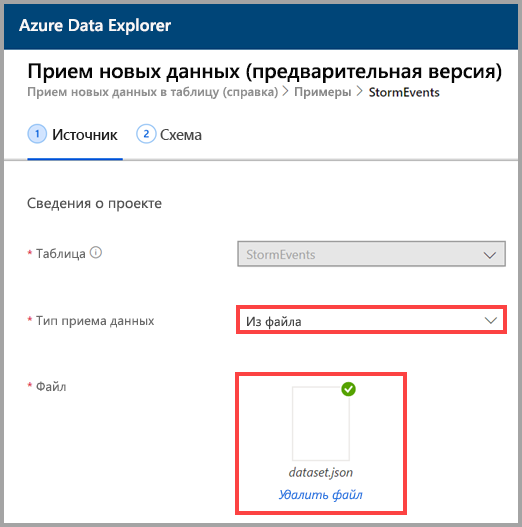 Azure Data Explorer
Прием новых данных (предварительная версия)
Прием новых данных в таблицу (справка) > Примеры > StormEvents
1 Источник 2 Схема
Сведения о проекте
* Таблица StormEvents
* Тип приема данных Из файла
* Файл
dataset.json
Удалить файл